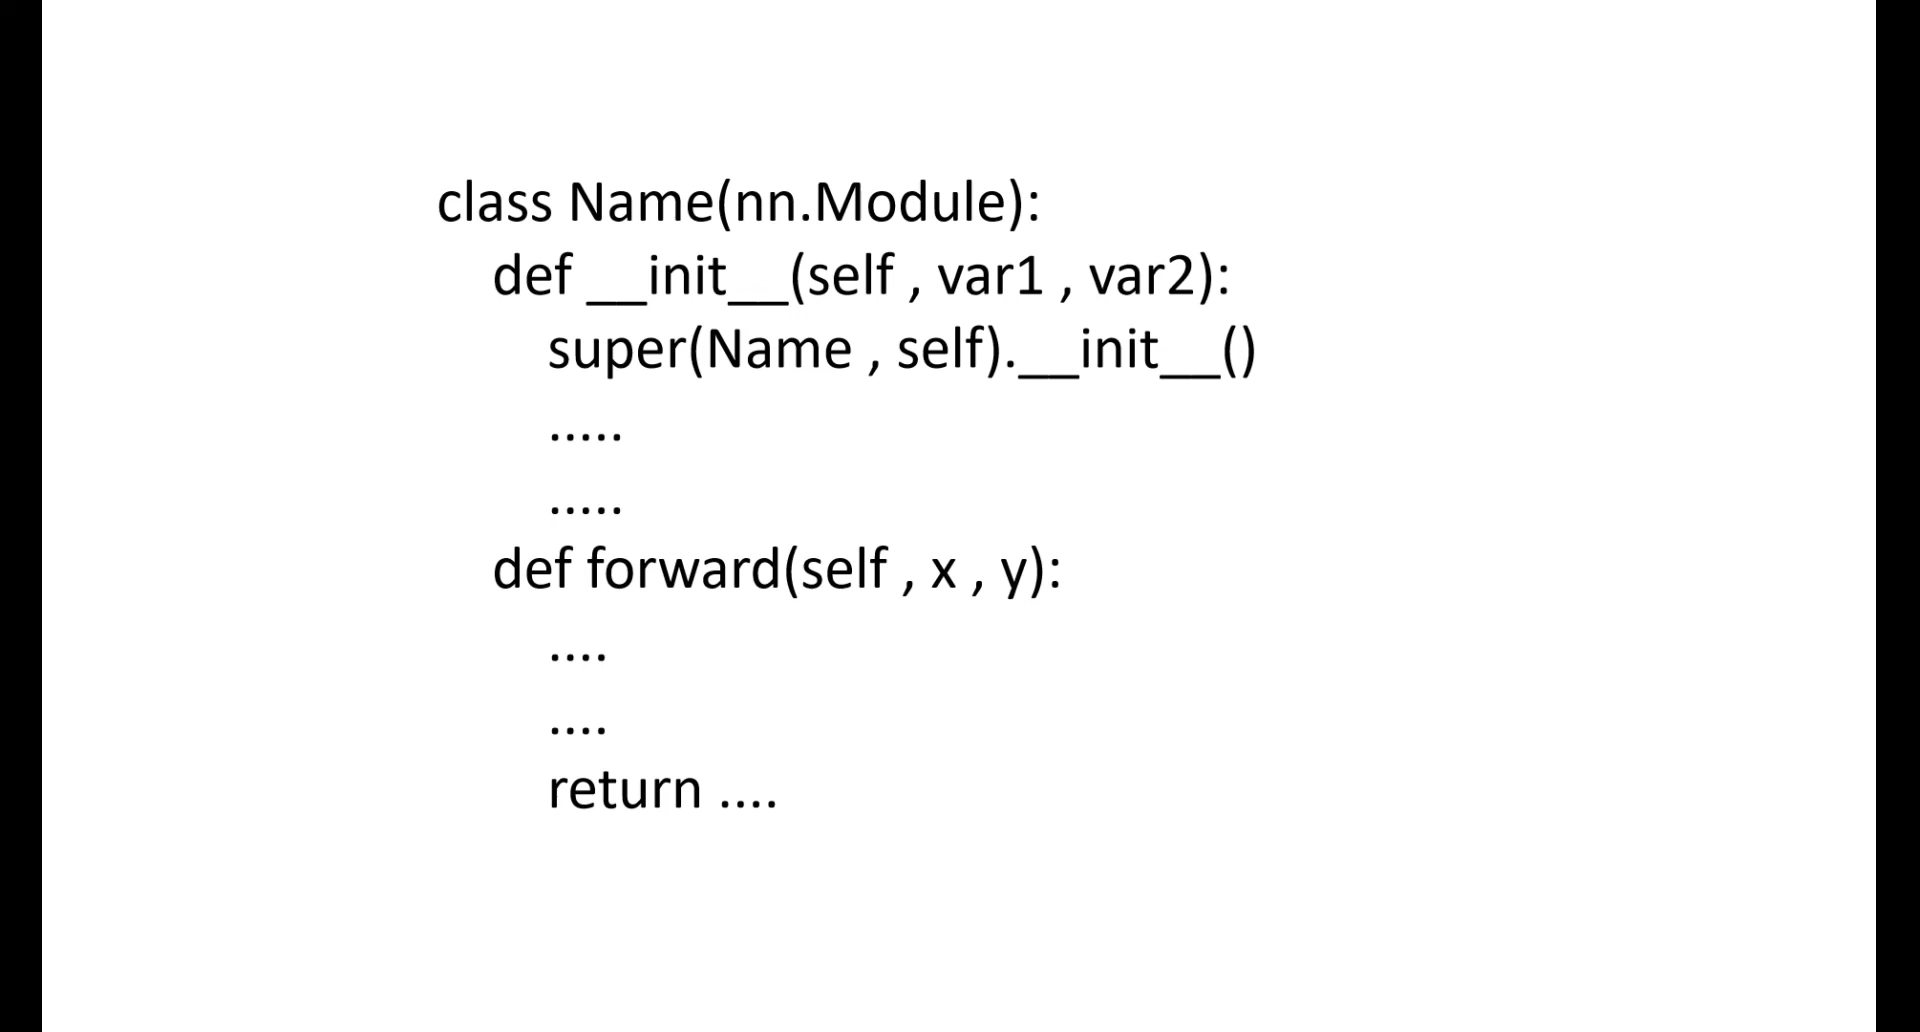 class Name(nn.Module):
def __init__(self , var1 , var2):
super(Name , self).__init__()
.....
.....
def forward(self , x , y):
....
....
return ....